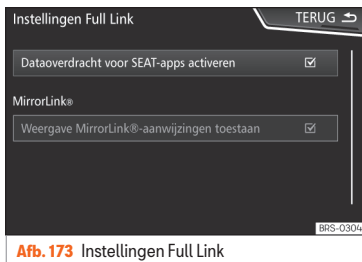 Instellingen Full Link
TERUG
Dataoverdracht voor SEAT-apps activeren
MirrorLink®
Weergave MirrorLink®-aanwijzingen toestaan
BRS-0304
Afb. 173 Instellingen Full Link